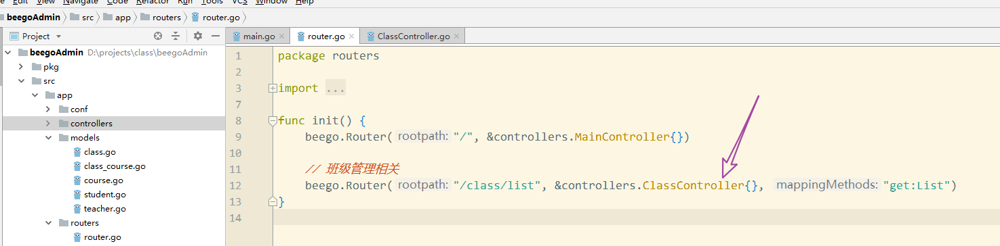 File Edit View Navigate Code Refactor Run Tools VCS Window Help
beegoAdmin src app routers router.go
Project
main.go router.go ClassController.go
beegoAdmin D:\projects\class\beegoAdmin
pkg
src
app
conf
controllers
models
class.go
class_course.go
course.go
student.go
teacher.go
routers
router.go
1 package routers
2
3 import ...
7
8 func init() {
9 beego.Router( rootpath: "/", &controllers.MainController{})
10
11 // 班级管理相关
12 beego.Router( rootpath: "/class/list", &controllers.ClassController{}, mappingMethods: "get:List")
13 }
14